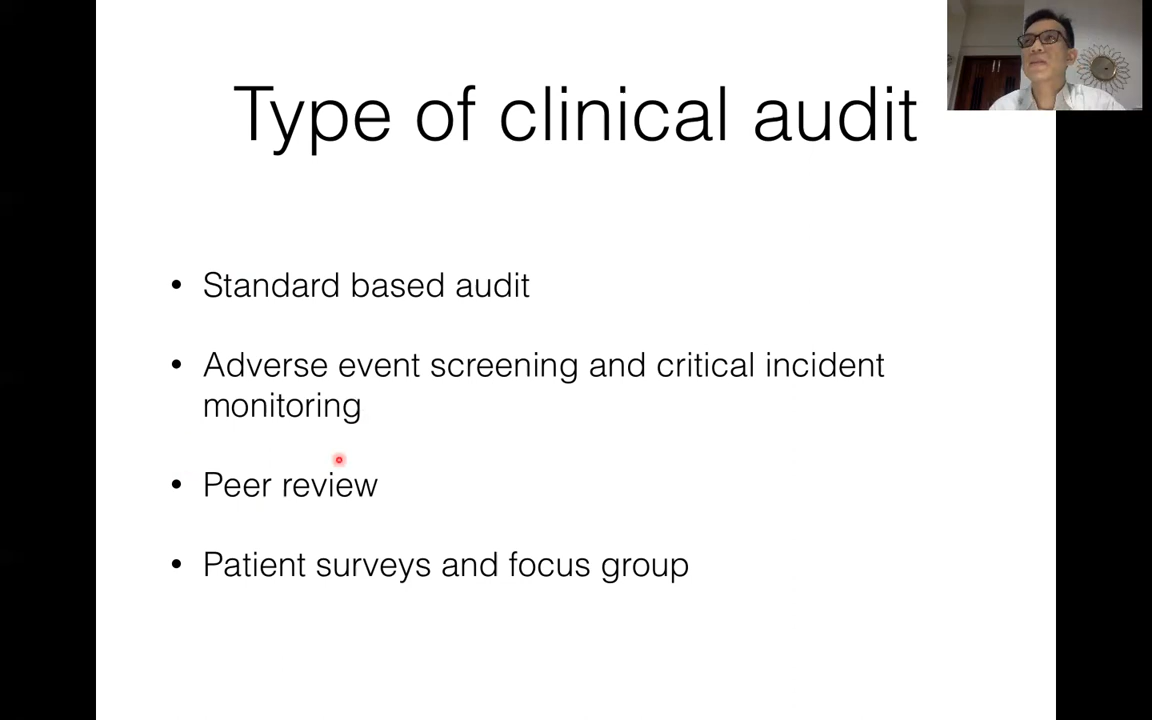 Type of clinical audit
• Standard based audit
• Adverse event screening and critical incident
monitoring
• Peer review
• Patient surveys and focus group